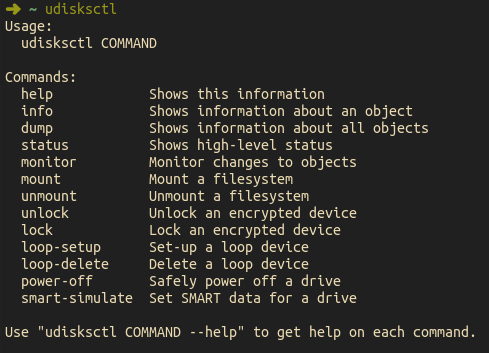 ➜ ~ udisksctl
Usage:
  udisksctl COMMAND

Commands:
  help            Shows this information
  info            Shows information about an object
  dump            Shows information about all objects
  status          Shows high-level status
  monitor         Monitor changes to objects
  mount           Mount a filesystem
  unmount         Unmount a filesystem
  unlock          Unlock an encrypted device
  lock            Lock an encrypted device
  loop-setup      Set-up a loop device
  loop-delete     Delete a loop device
  power-off       Safely power off a drive
  smart-simulate  Set SMART data for a drive

Use "udisksctl COMMAND --help" to get help on each command.